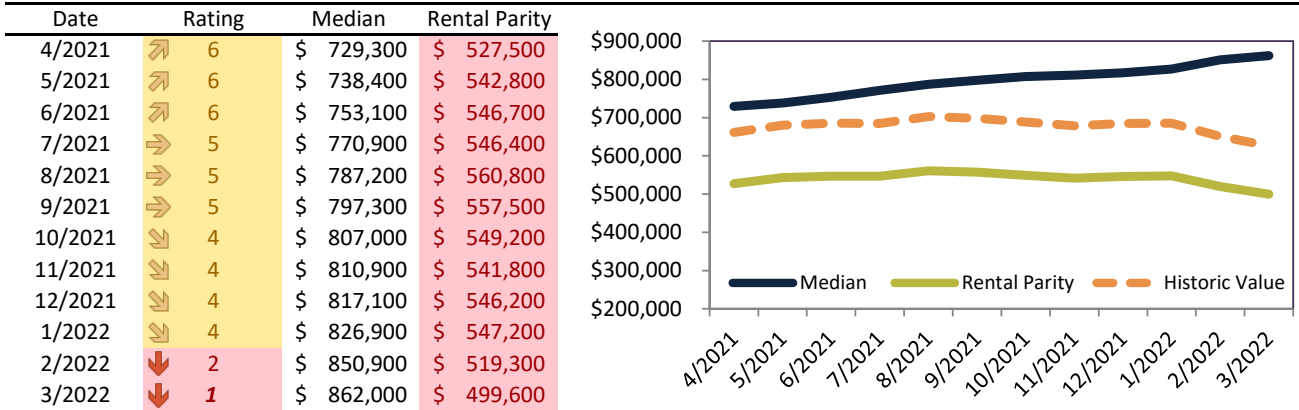 Date Rating Median Rental Parity
4/2021 6 $ 729,300 $ 527,500
5/2021 6 $ 738,400 $ 542,800
6/2021 6 $ 753,100 $ 546,700
7/2021 5 $ 770,900 $ 546,400
8/2021 5 $ 787,200 $ 560,800
9/2021 5 $ 797,300 $ 557,500
10/2021 4 $ 807,000 $ 549,200
11/2021 4 $ 810,900 $ 541,800
12/2021 4 $ 817,100 $ 546,200
1/2022 4 $ 826,900 $ 547,200
2/2022 2 $ 850,900 $ 519,300
3/2022 1 $ 862,000 $ 499,600
$900,000
$800,000
$700,000
$600,000
$500,000
$400,000
$300,000
$200,000
Median Rental Parity Historic Value
4/2021 5/2021 6/2021 7/2021 8/2021 9/2021 10/2021 11/2021 12/2021 1/2022 2/2022 3/2022